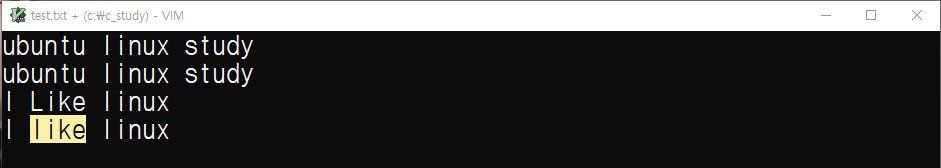 test.txt + (c:₩c_study) - VIM
ubuntu linux study
ubuntu linux study
I Like linux
I like linux